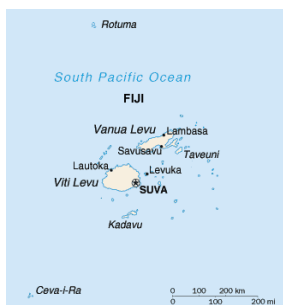 Rotuma
South Pacific Ocean
FIJI
Vanua Levu
Lambasa
Savusavu
Taveuni
Lautoka
Levuka
Viti Levu
SUVA
Kadavu
Ceva-i-Ra
0 100 200 km
0 100 200 mi